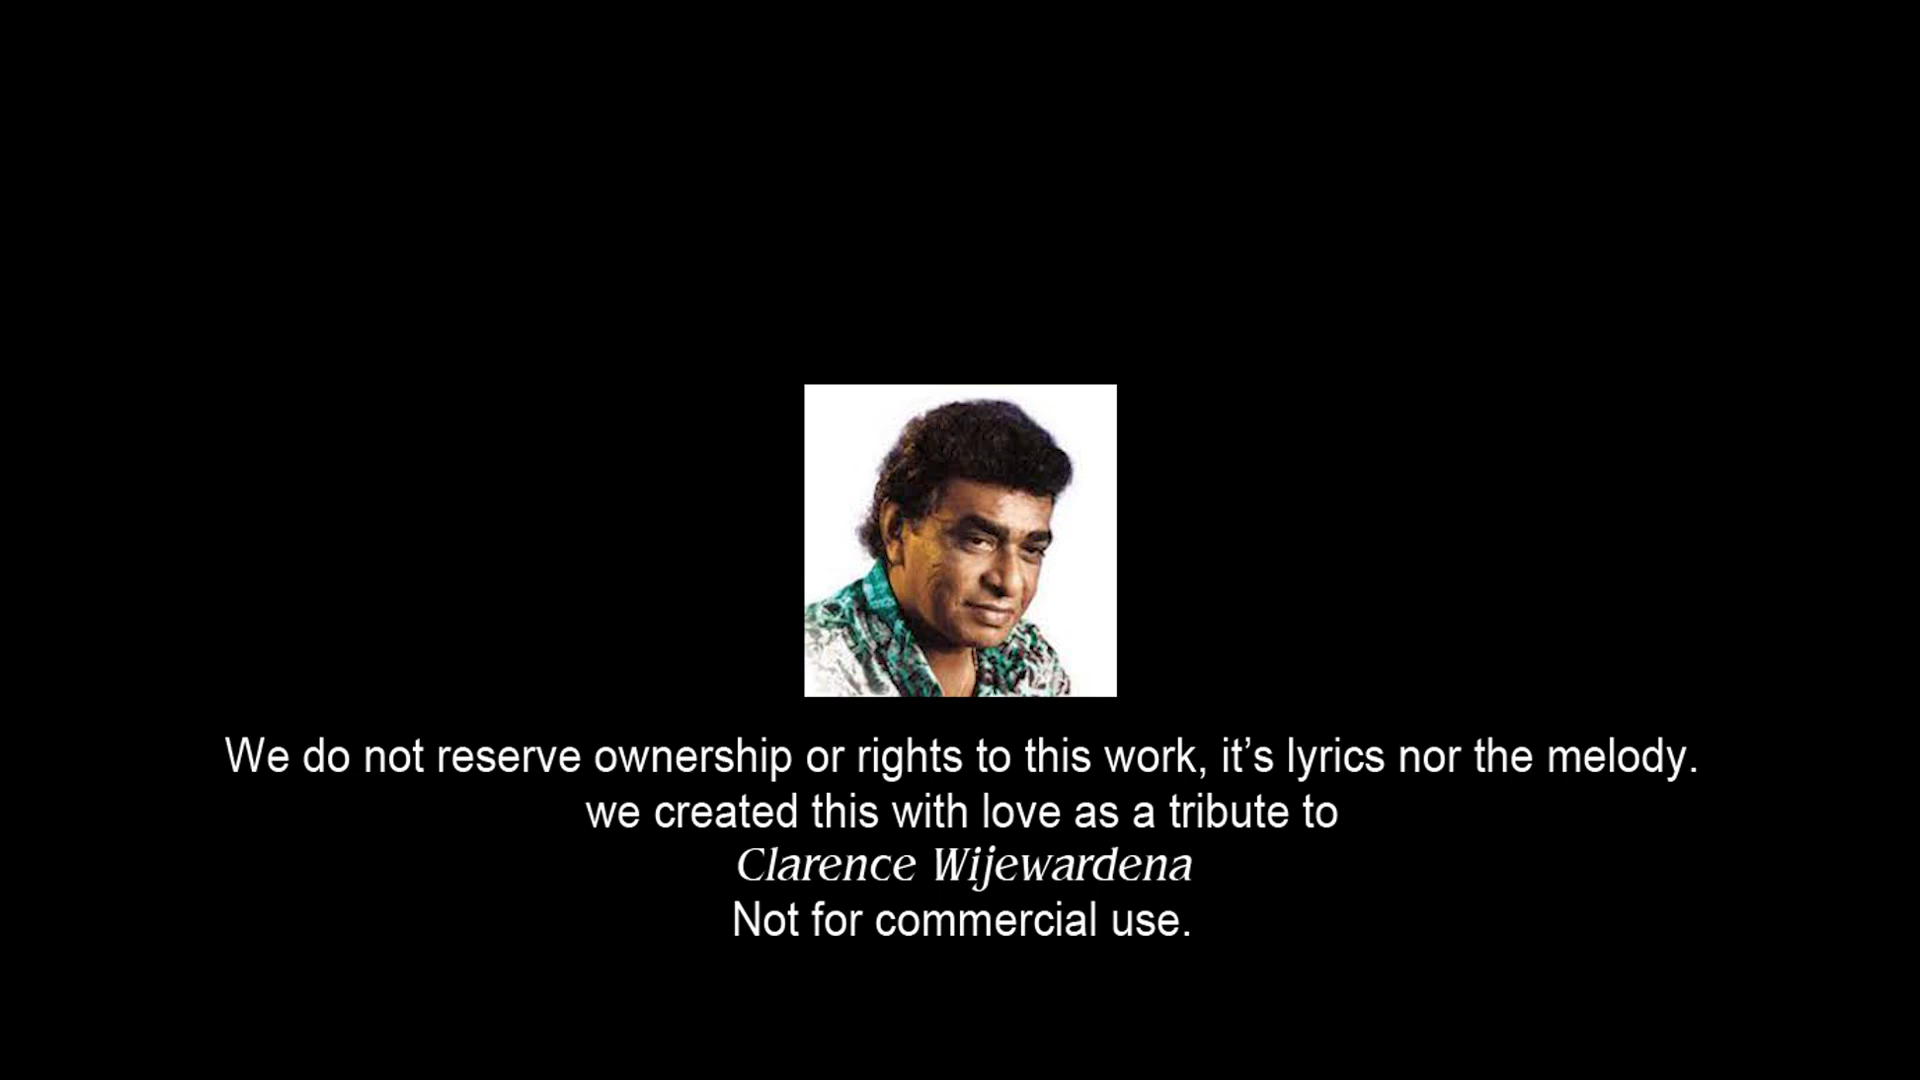 We do not reserve ownership or rights to this work, it’s lyrics nor the melody.
we created this with love as a tribute to
Clarence Wijewardena
Not for commercial use.